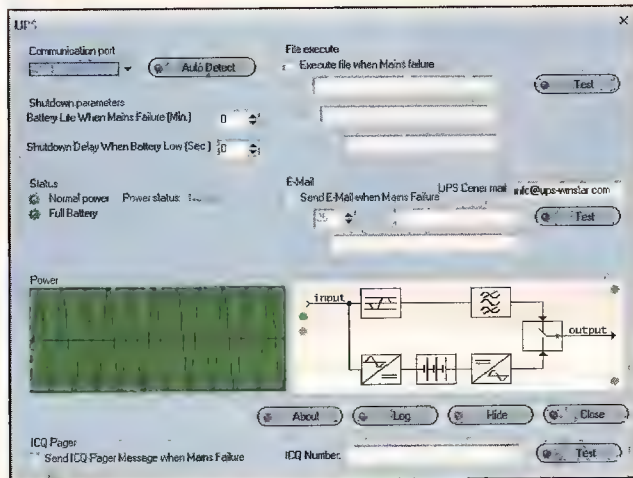 UPS
Communication port
Auto Detect
File execute
Execute file when Mains failure
Test
Shutdown parameters
Battery Life When Mains Failure (Min.)
0
Shutdown Delay When Battery Low (Sec.)
0
Status
Normal power
Power status:
Full Battery
E-Mail
Send E-Mail when Mains Failure
UPS Owner mail
info@ups-winstar.com
Test
Power
input
output
About
Log
Hide
Close
ICQ Pager
Send ICQ Pager Message when Mains Failure
ICQ Number:
Test